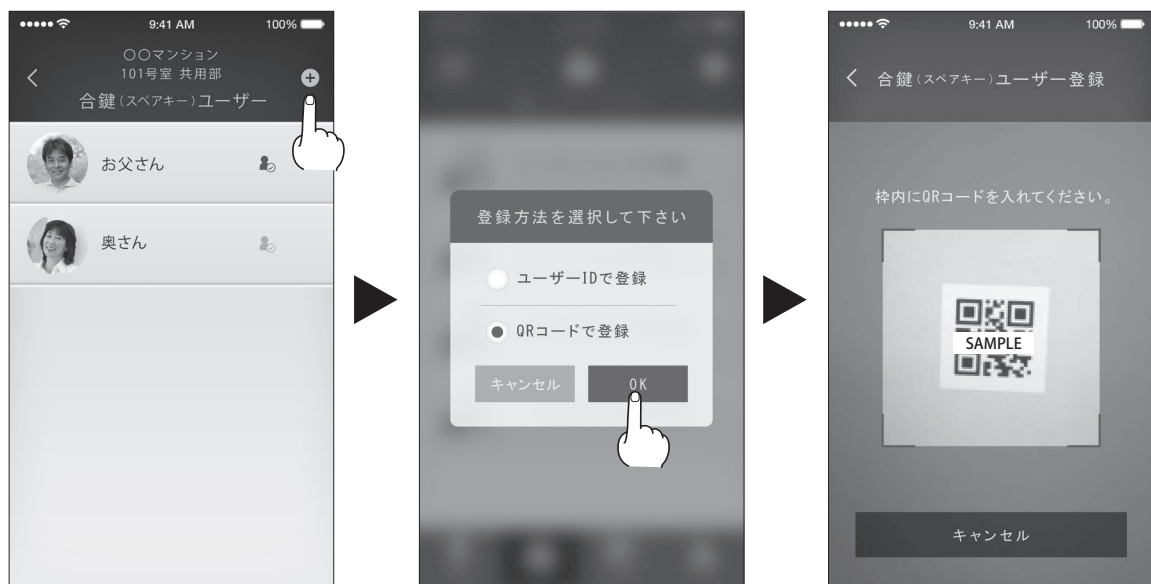 9:41 AM 100%
〇〇マンション
101号室 共用部
合鍵(スペアキー)ユーザー
お父さん
奥さん
登録方法を選択して下さい
ユーザーIDで登録
QRコードで登録
キャンセル OK
9:41 AM 100%
合鍵(スペアキー)ユーザー登録
枠内にQRコードを入れてください。
SAMPLE
キャンセル